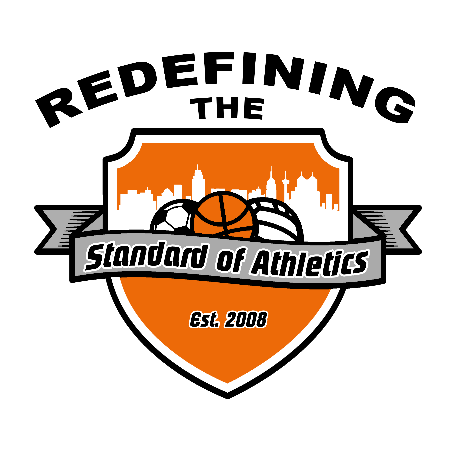 REDEFINING
THE
Standard of Athletics
Est. 2008